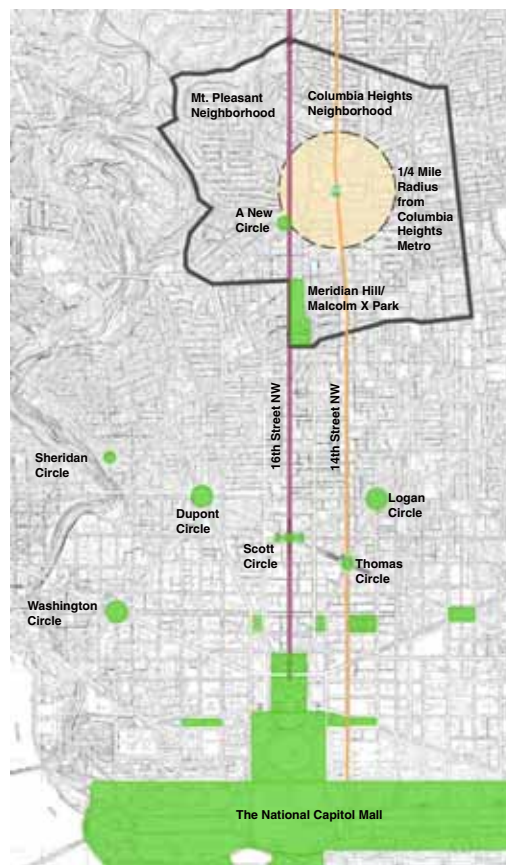 Mt. Pleasant
Neighborhood
Columbia Heights
Neighborhood
1/4 Mile
Radius
from
Columbia
Heights
Metro
A New
Circle
Meridian Hill/
Malcolm X Park
16th Street NW
14th Street NW
Sheridan
Circle
Dupont
Circle
Logan
Circle
Scott
Circle
Thomas
Circle
Washington
Circle
The National Capitol Mall